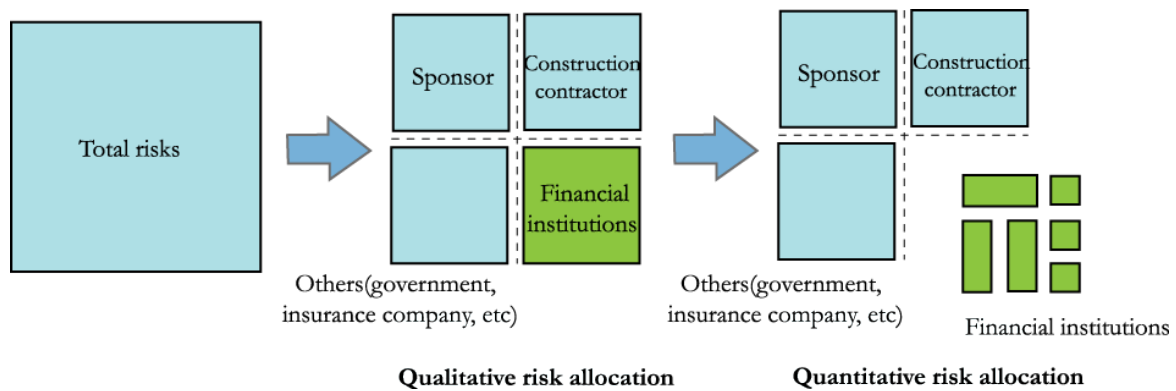 Total risks
Sponsor
Construction
contractor
Financial
institutions
Others(government,
insurance company, etc)
Qualitative risk allocation
Sponsor
Construction
contractor
Others(government,
insurance company, etc)
Financial institutions
Quantitative risk allocation